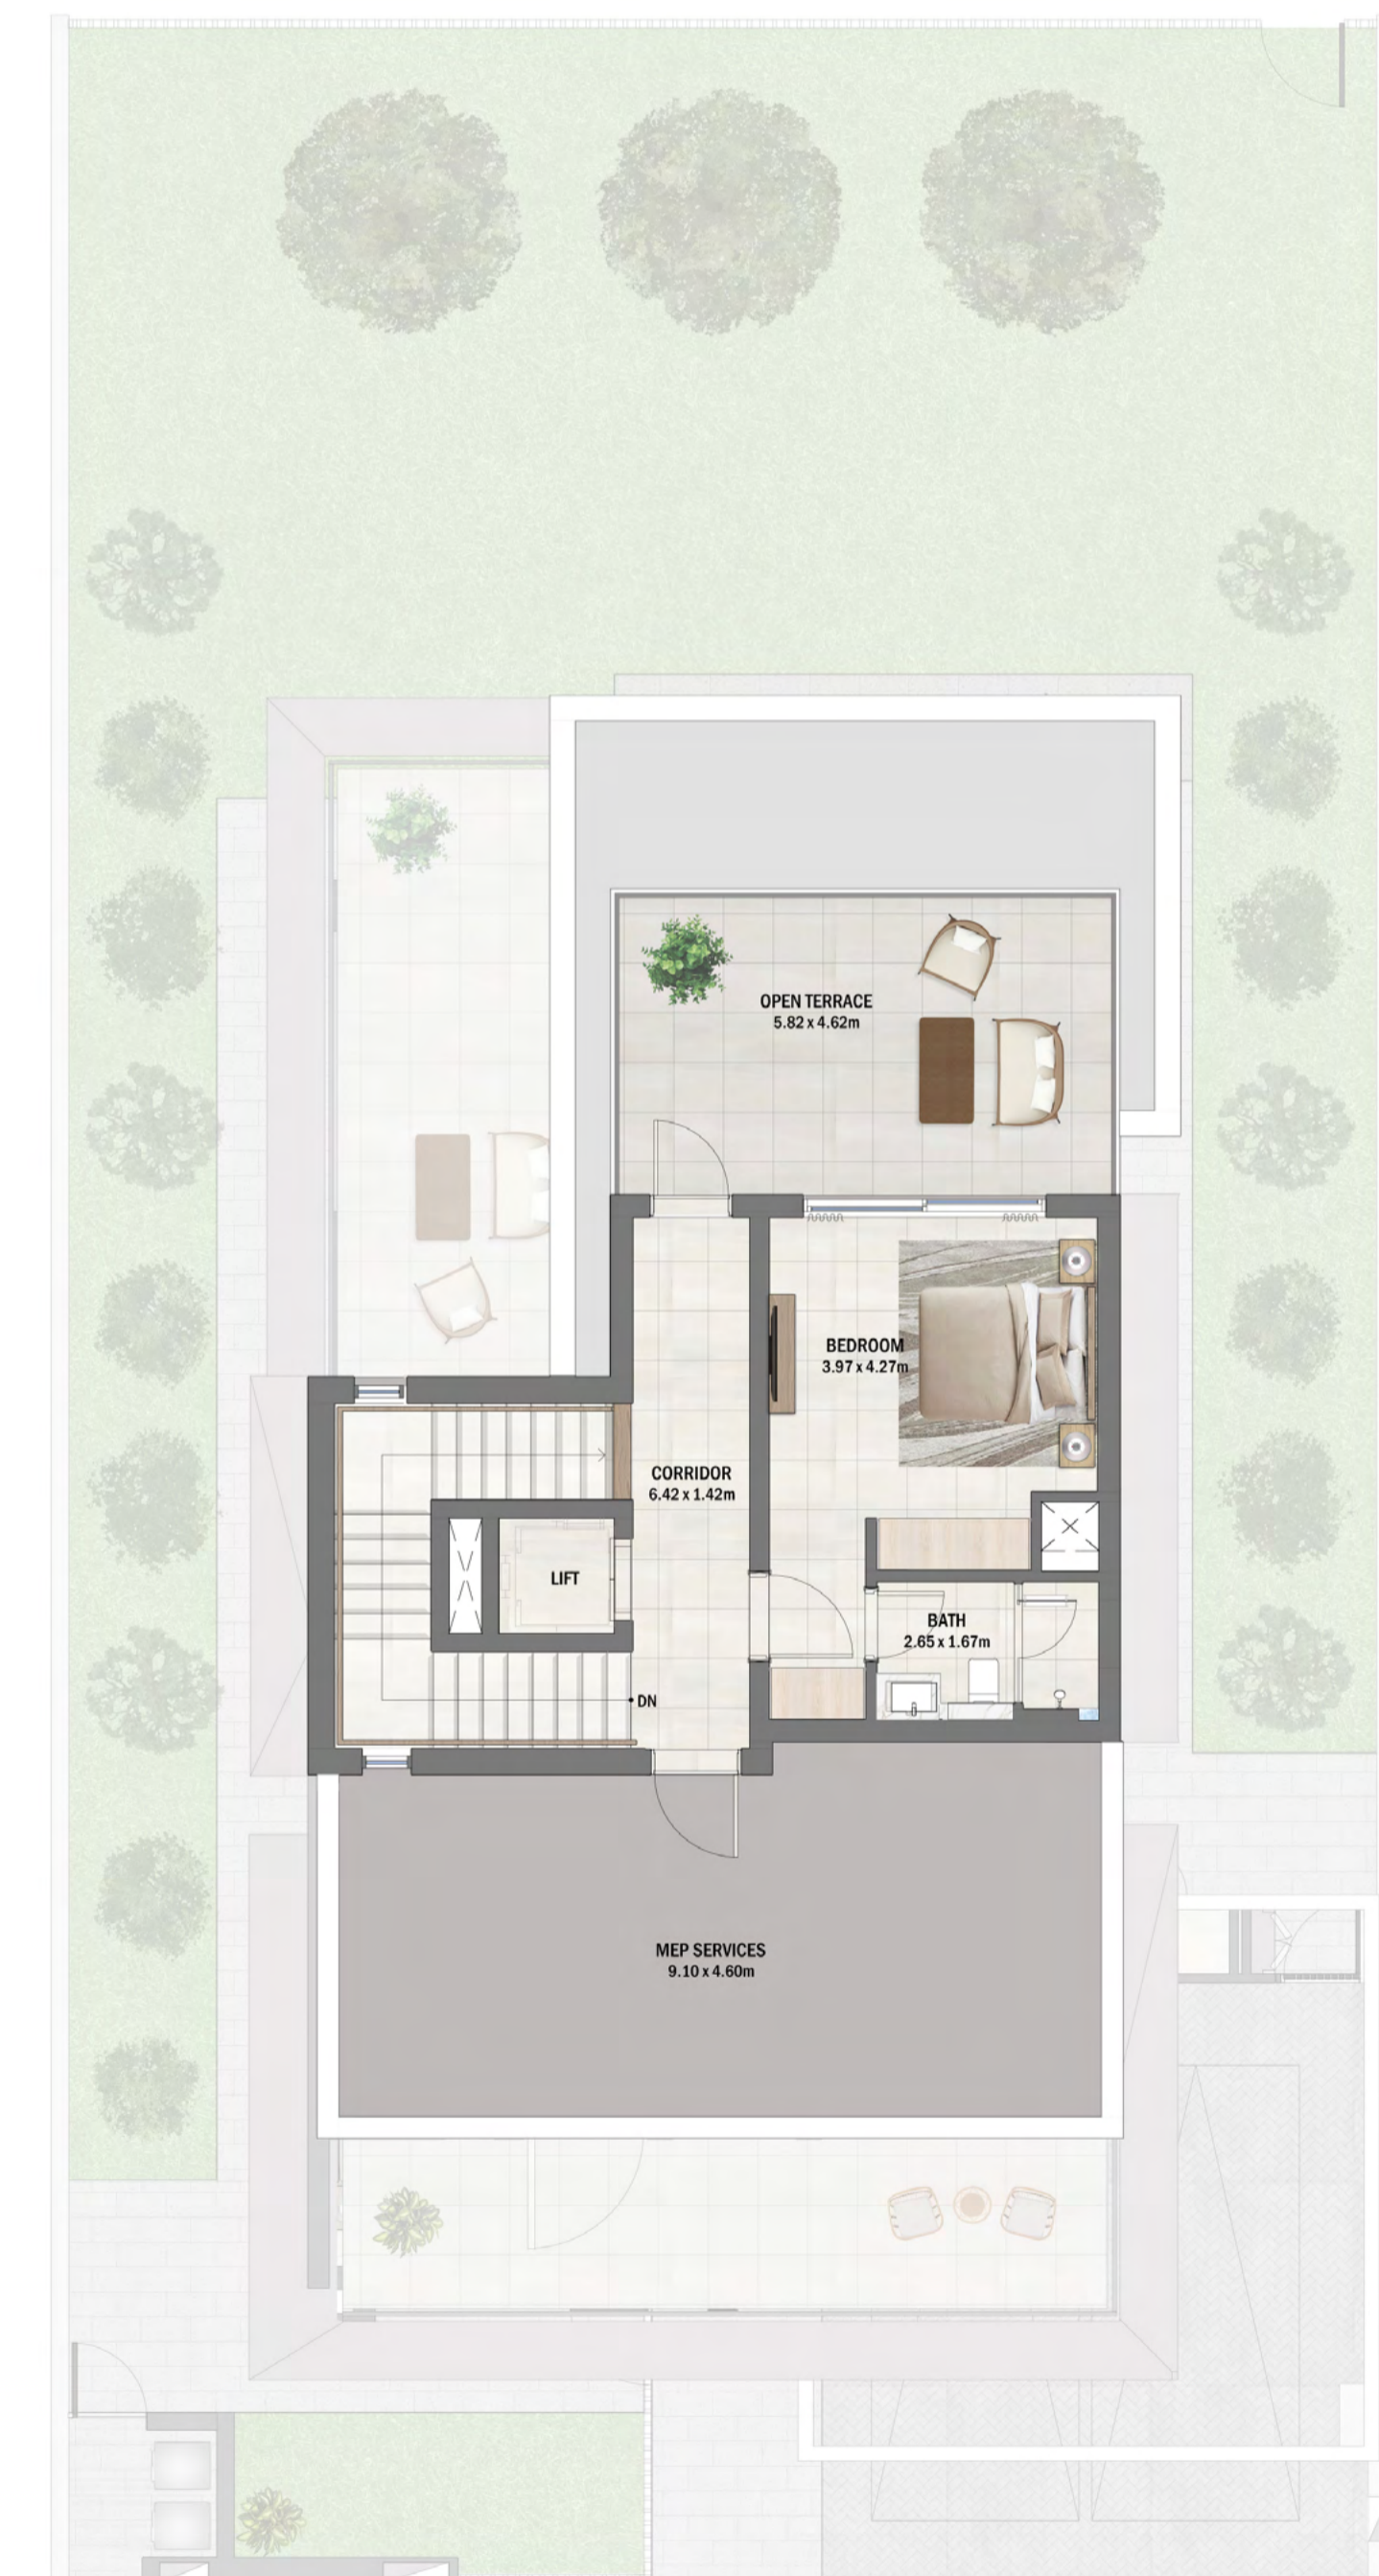 OPEN TERRACE
5.82 x 4.62m
BEDROOM
3.97 x 4.27m
CORRIDOR
6.42 x 1.42m
LIFT
BATH
2.65 x 1.67m
DN
MEP SERVICES
9.10 x 4.60m